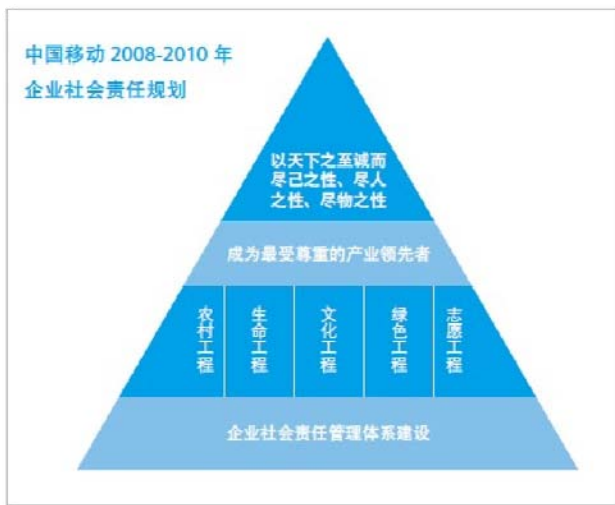 中国移动 2008-2010 年
企业社会责任规划
以天下之至诚而
尽己之性、尽人
之性、尽物之性
成为最受尊重的产业领先者
农村工程
生命工程
文化工程
绿色工程
志愿工程
企业社会责任管理体系建设